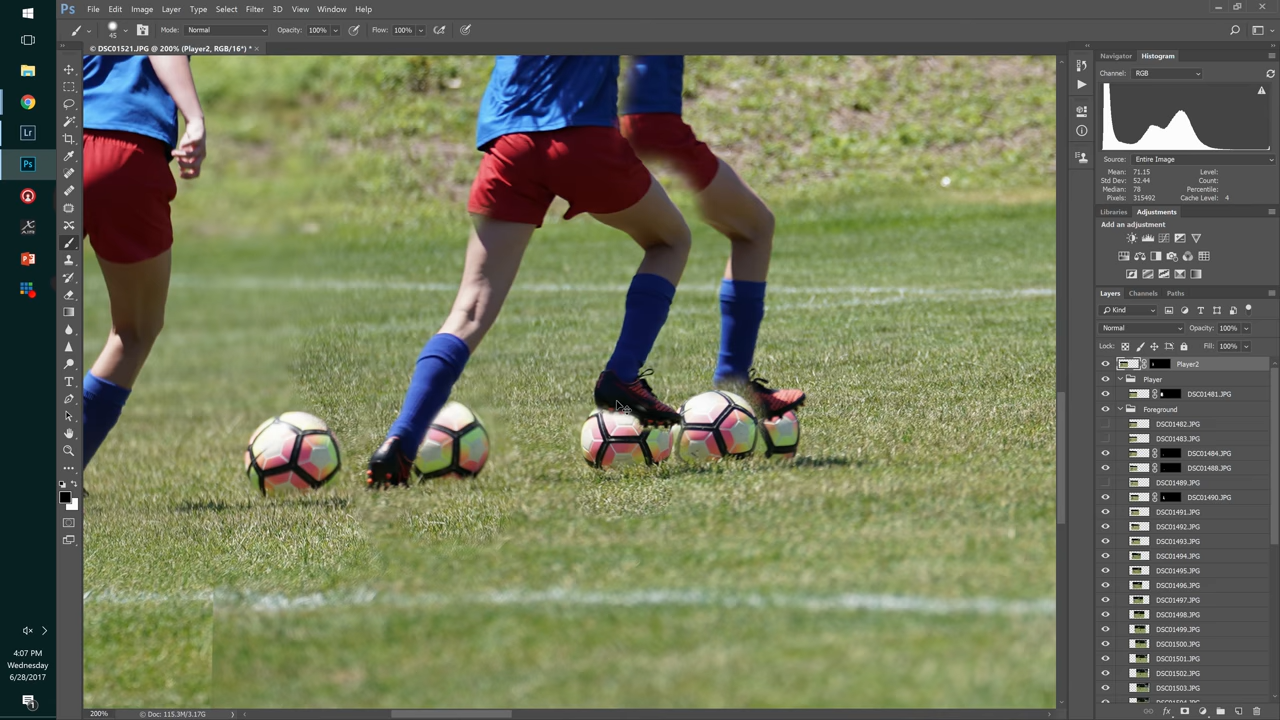 Ps File Edit Image Layer Type Select Filter 3D View Window Help
45 Mode: Normal Opacity: 100% Flow: 100%
© DSC01521.JPG @ 200% (Player2, RGB/16*) * ×
Lr
Ps
4:07 PM
Wednesday
6/28/2017
1
Navigator Histogram
Channel: RGB
Source: Entire Image
Mean: 71.15 Level:
Std Dev: 52.44 Count:
Median: 78 Percentile:
Pixels: 315492 Cache Level: 4
Libraries Adjustments
Add an adjustment
Layers Channels Paths
Kind
Normal Opacity: 100%
Lock: Fill: 100%
Player2
Player
DSC01481.JPG
Foreground
DSC01482.JPG
DSC01483.JPG
DSC01484.JPG
DSC01488.JPG
DSC01489.JPG
DSC01490.JPG
DSC01491.JPG
DSC01492.JPG
DSC01493.JPG
DSC01494.JPG
DSC01495.JPG
DSC01496.JPG
DSC01497.JPG
DSC01498.JPG
DSC01499.JPG
DSC01500.JPG
DSC01501.JPG
DSC01502.JPG
DSC01503.JPG
200% Doc: 115.3M/3.17G